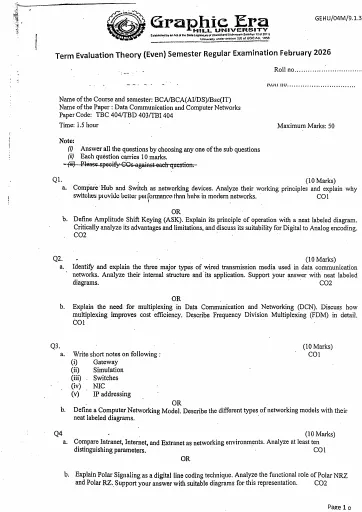 GEHU/04M/9.1.3
Graphic Era
HILL UNIVERSITY
Term Evaluation Theory (Even) Semester Regular Examination February 2026
Roll no..............................
Name of the Course and semester: BCA/BCA(AI/DS)/Bsc(IT)
Name of the Paper : Data Communication and Computer Networks
Paper Code: TBC 404/TBD 403/TBI 404
Time: 1.5 hour Maximum Marks: 50
Note:
(i) Answer all the questions by choosing any one of the sub questions
(ii) Each question carries 10 marks.
(iii) Please specify COs against each question.
Q1. (10 Marks)
a. Compare Hub and Switch as networking devices. Analyze their working principles and explain why
switches provide better performance than hubs in modern networks. CO1
OR
b. Define Amplitude Shift Keying (ASK). Explain its principle of operation with a neat labeled diagram.
Critically analyze its advantages and limitations, and discuss its suitability for Digital to Analog encoding.
CO2
Q2. (10 Marks)
a. Identify and explain the three major types of wired transmission media used in data communication
networks. Analyze their internal structure and its application. Support your answer with neat labeled
diagrams. CO2
OR
b. Explain the need for multiplexing in Data Communication and Networking (DCN). Discuss how
multiplexing improves cost efficiency. Describe Frequency Division Multiplexing (FDM) in detail.
CO1
Q3. (10 Marks)
a. Write short notes on following : CO1
(i) Gateway
(ii) Simulation
(iii) Switches
(iv) NIC
(v) IP addressing
OR
b. Define a Computer Networking Model. Describe the different types of networking models with their
neat labeled diagrams.
Q4 (10 Marks)
a. Compare Intranet, Internet, and Extranet as networking environments. Analyze at least ten
distinguishing parameters. CO1
OR
b. Explain Polar Signaling as a digital line coding technique. Analyze the functional role of Polar NRZ
and Polar RZ. Support your answer with suitable diagrams for this representation. CO2
Page 1 o